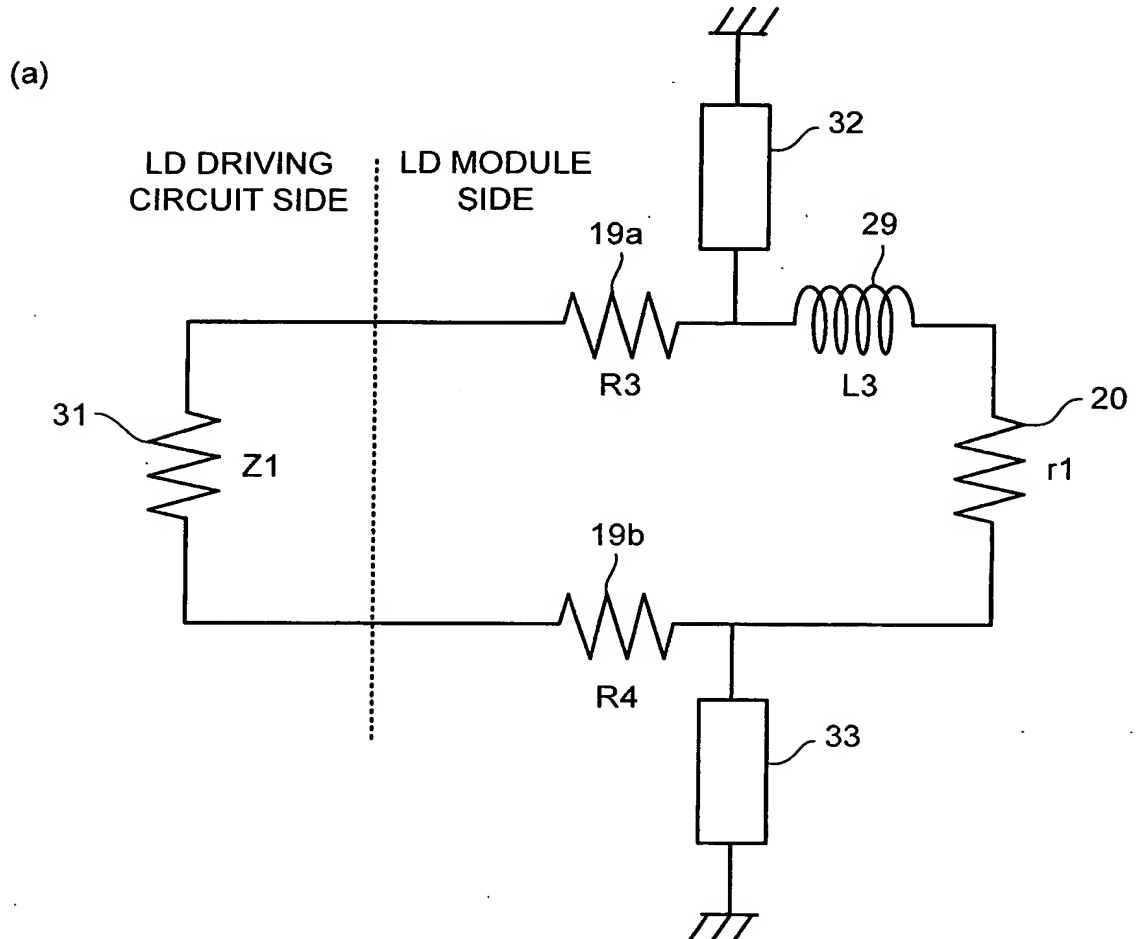 (a)
32
LD DRIVING
CIRCUIT SIDE
LD MODULE
SIDE
19a
29
R3
L3
31
Z1
20
r1
19b
R4
33